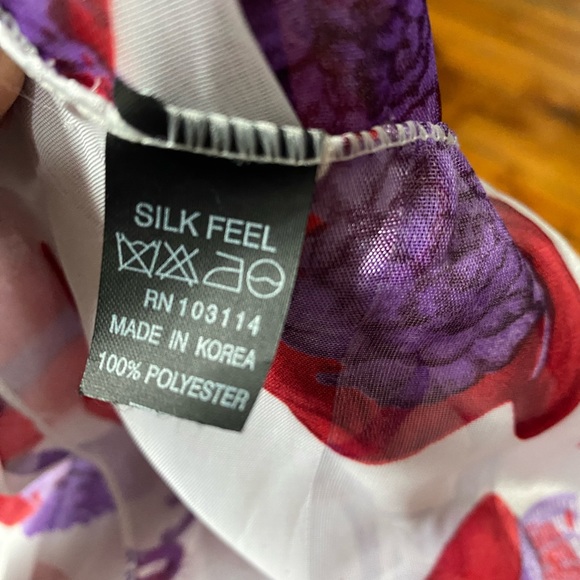 SILK FEEL
RN 103114
MADE IN KOREA
100% POLYESTER